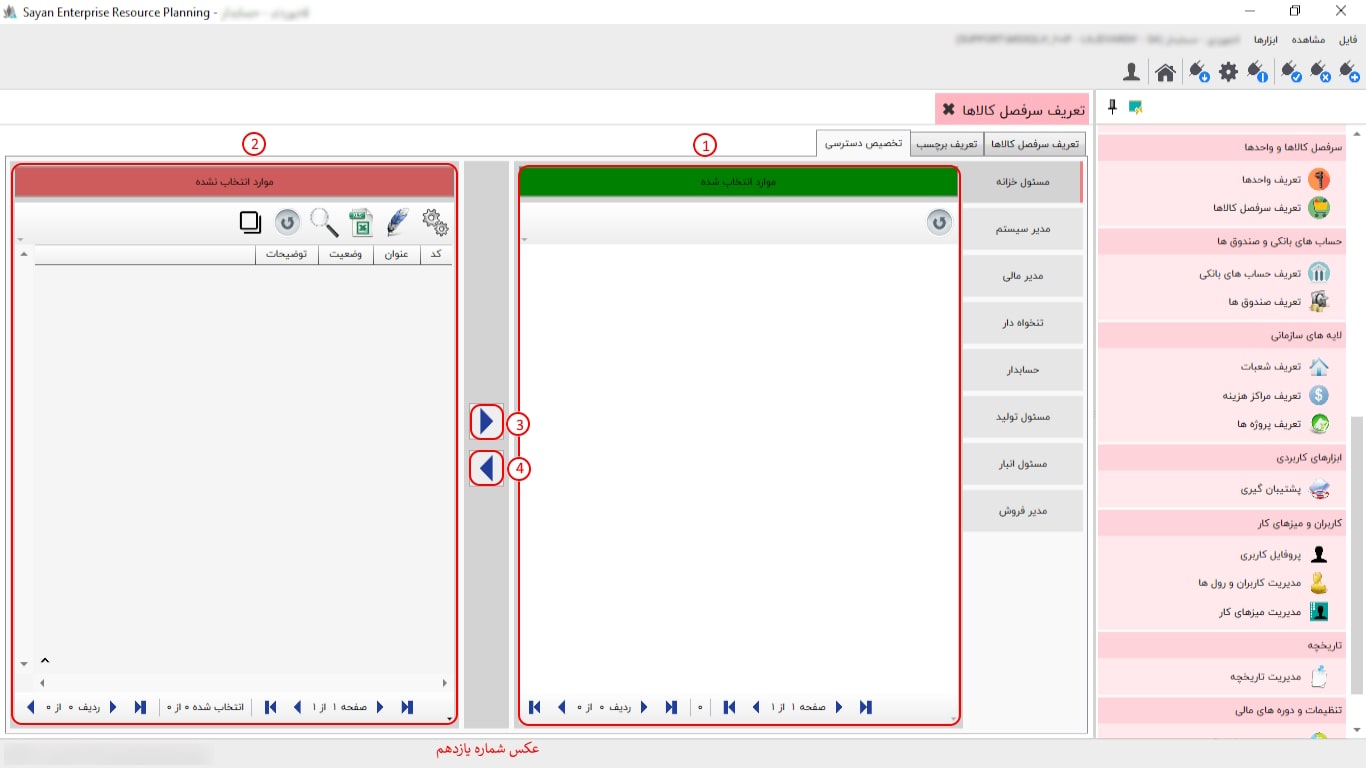 Sayan Enterprise Resource Planning -
فایل مشاهده ابزارها
تعریف سرفصل کالاها ✖
تعریف سرفصل کالاها تعریف برچسب تخصیص دسترسی
1
2
موارد انتخاب شده
موارد انتخاب نشده
کد عنوان وضعیت توضیحات
مسئول خزانه
مدیر سیستم
مدیر مالی
تنخواه دار
حسابدار
مسئول تولید
مسئول انبار
مدیر فروش
3
4
صفحه ۱ از ۱
۰
ردیف ۰ از ۰
صفحه ۱ از ۱
انتخاب شده ۰ از ۰
ردیف ۰ از ۰
سرفصل کالاها و واحدها
تعریف واحدها
تعریف سرفصل کالاها
حساب های بانکی و صندوق ها
تعریف حساب های بانکی
تعریف صندوق ها
لایه های سازمانی
تعریف شعبات
تعریف مراکز هزینه
تعریف پروژه ها
ابزارهای کاربردی
پشتیبان گیری
کاربران و میزهای کار
پروفایل کاربری
مدیریت کاربران و رول ها
مدیریت میزهای کار
تاریخچه
مدیریت تاریخچه
تنظیمات و دوره های مالی
عکس شماره یازدهم